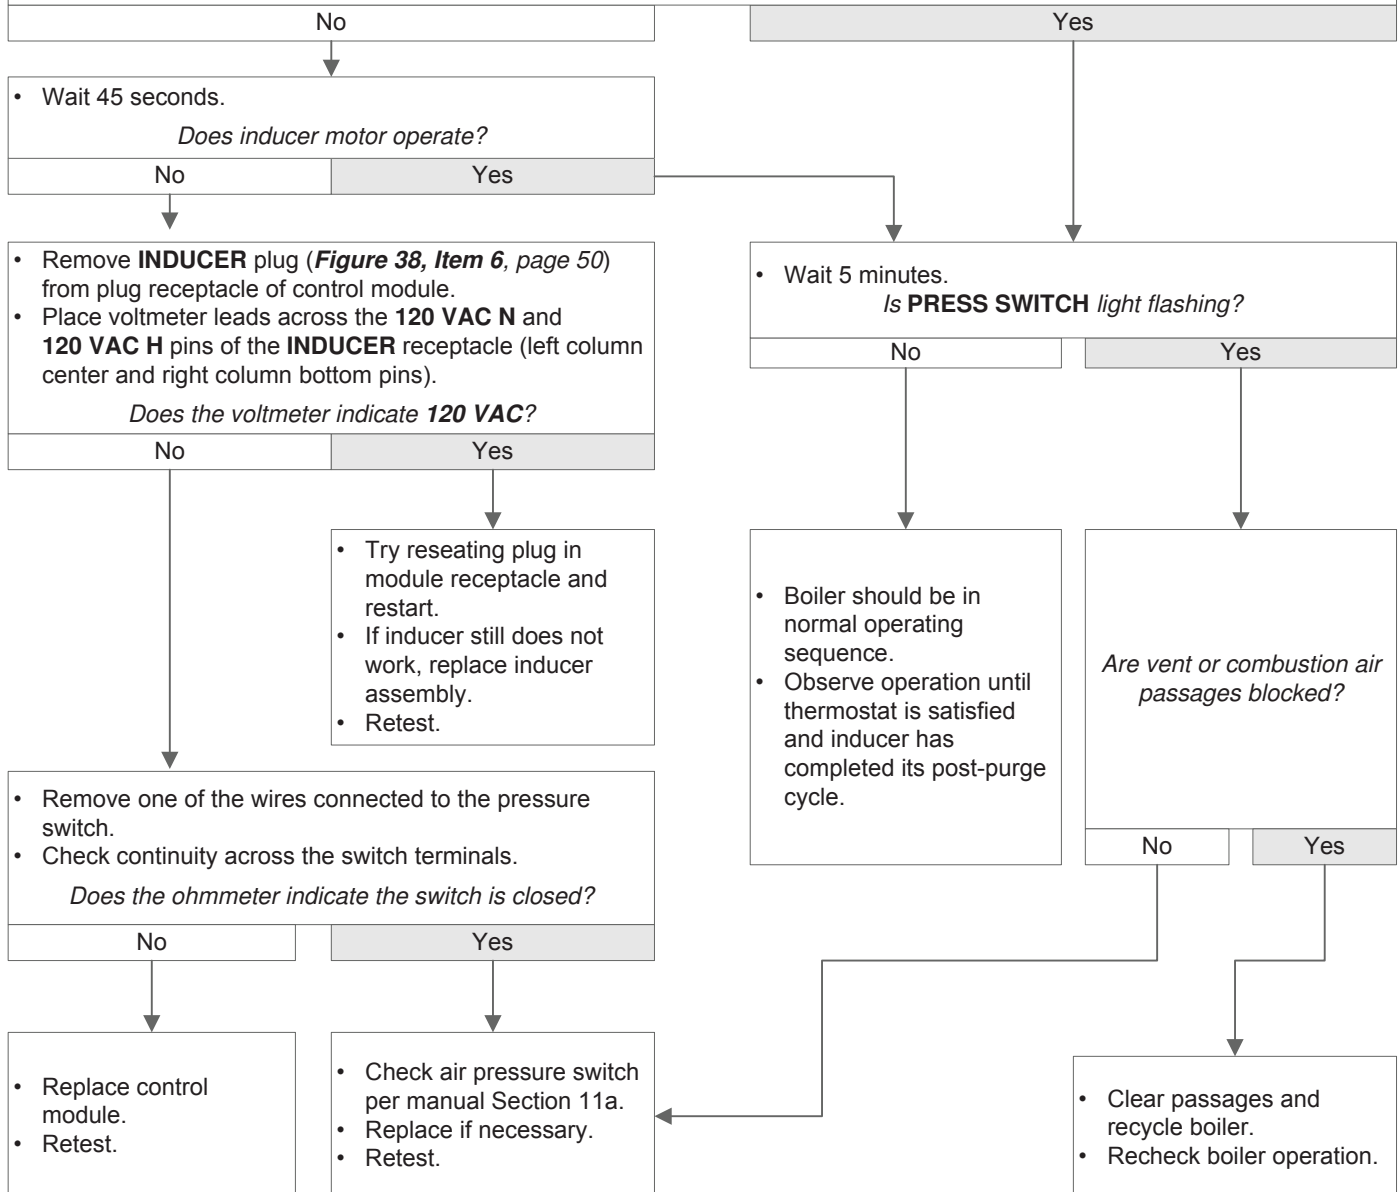 No
Yes
• Wait 45 seconds.
Does inducer motor operate?
No
Yes
• Remove INDUCER plug (Figure 38, Item 6, page 50)
from plug receptacle of control module.
• Place voltmeter leads across the 120 VAC N and
120 VAC H pins of the INDUCER receptacle (left column
center and right column bottom pins).
Does the voltmeter indicate 120 VAC?
No
Yes
• Wait 5 minutes.
Is PRESS SWITCH light flashing?
No
Yes
• Try reseating plug in
module receptacle and
restart.
• If inducer still does not
work, replace inducer
assembly.
• Retest.
• Boiler should be in
normal operating
sequence.
• Observe operation until
thermostat is satisfied
and inducer has
completed its post-purge
cycle.
Are vent or combustion air
passages blocked?
No
Yes
• Remove one of the wires connected to the pressure
switch.
• Check continuity across the switch terminals.
Does the ohmmeter indicate the switch is closed?
No
Yes
• Replace control
module.
• Retest.
• Check air pressure switch
per manual Section 11a.
• Replace if necessary.
• Retest.
• Clear passages and
recycle boiler.
• Recheck boiler operation.